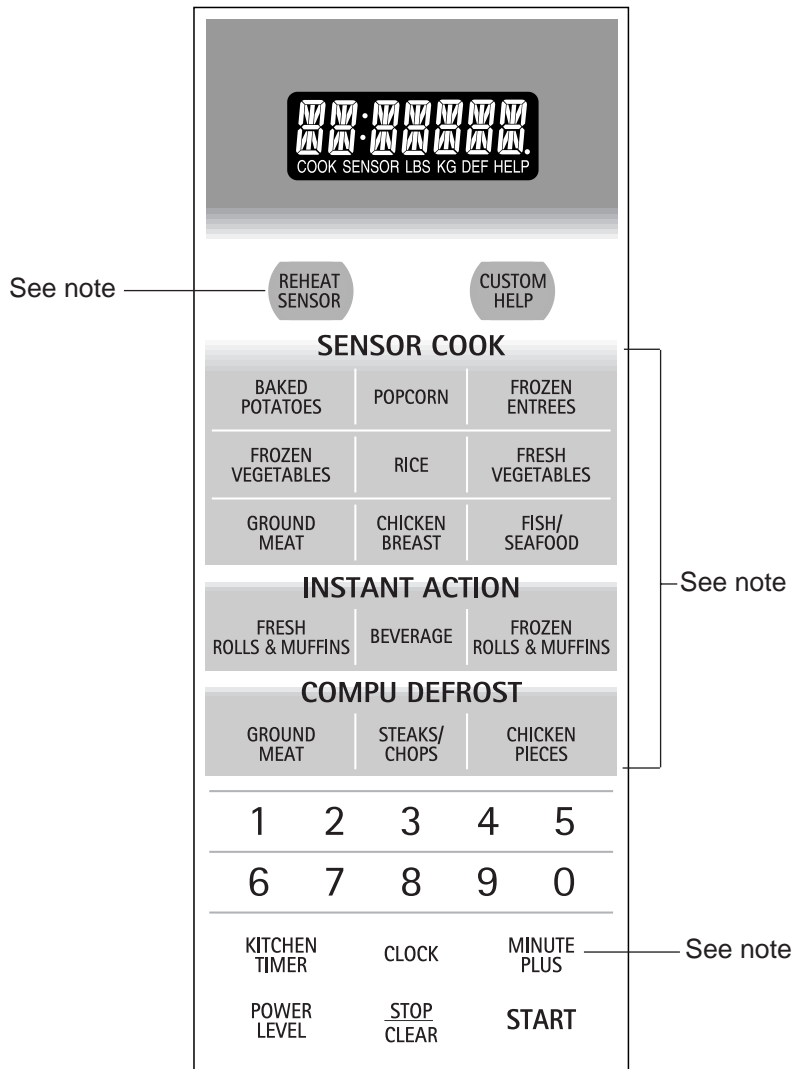 COOK SENSOR LBS KG DEF HELP
See note
REHEAT
SENSOR
CUSTOM
HELP
SENSOR COOK
BAKED
POTATOES
POPCORN
FROZEN
ENTREES
FROZEN
VEGETABLES
RICE
FRESH
VEGETABLES
GROUND
MEAT
CHICKEN
BREAST
FISH/
SEAFOOD
See note
INSTANT ACTION
FRESH
ROLLS & MUFFINS
BEVERAGE
FROZEN
ROLLS & MUFFINS
COMPU DEFROST
GROUND
MEAT
STEAKS/
CHOPS
CHICKEN
PIECES
1 2 3 4 5
6 7 8 9 0
KITCHEN
TIMER
CLOCK
MINUTE
PLUS
See note
POWER
LEVEL
STOP
CLEAR
START